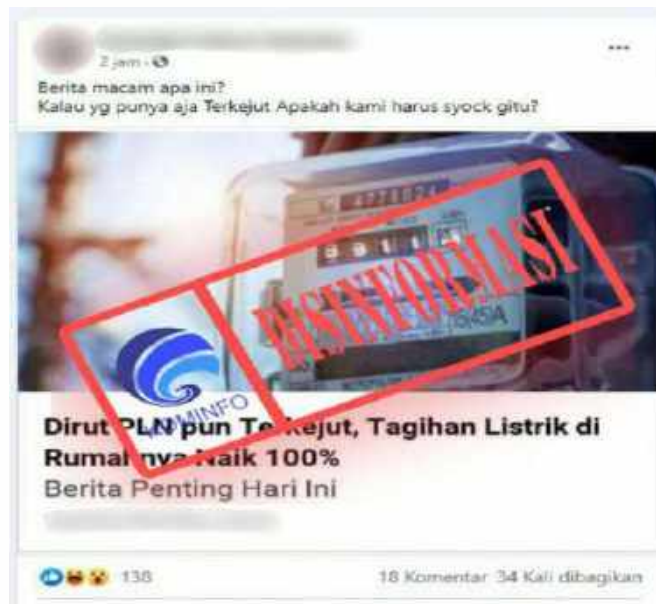 2 jam
Berita macam apa ini?
Kalau yg punya aja Terkejut Apakah kami harus syock gitu?
DISINFORMASI
KOMINFO
Dirut PLN pun Terkejut, Tagihan Listrik di
Rumahnya Naik 100%
Berita Penting Hari Ini
138
18 Komentar 34 Kali dibagikan